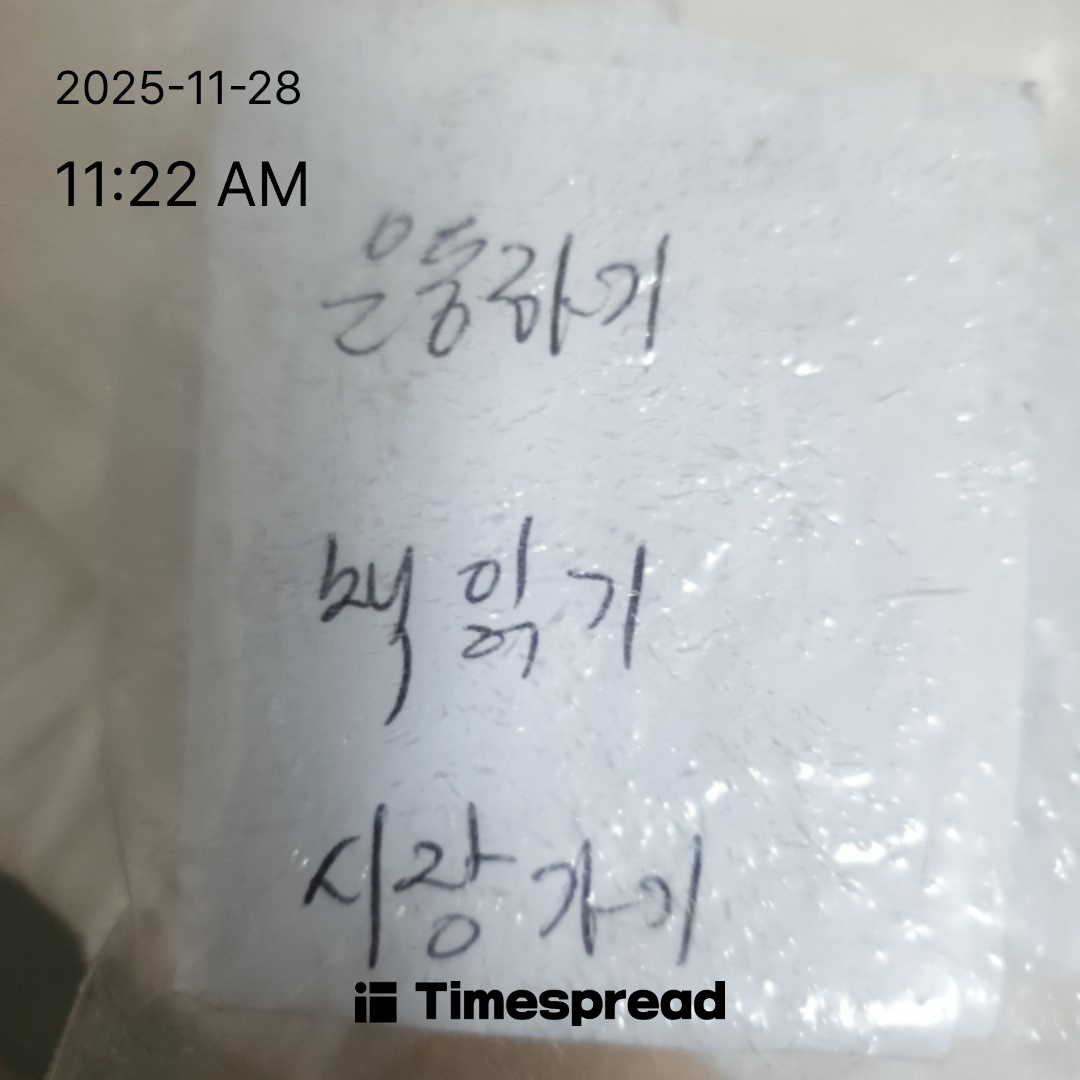 2025-11-28
11:22 AM
운동하기
책 읽기
시장 가기
Timespread